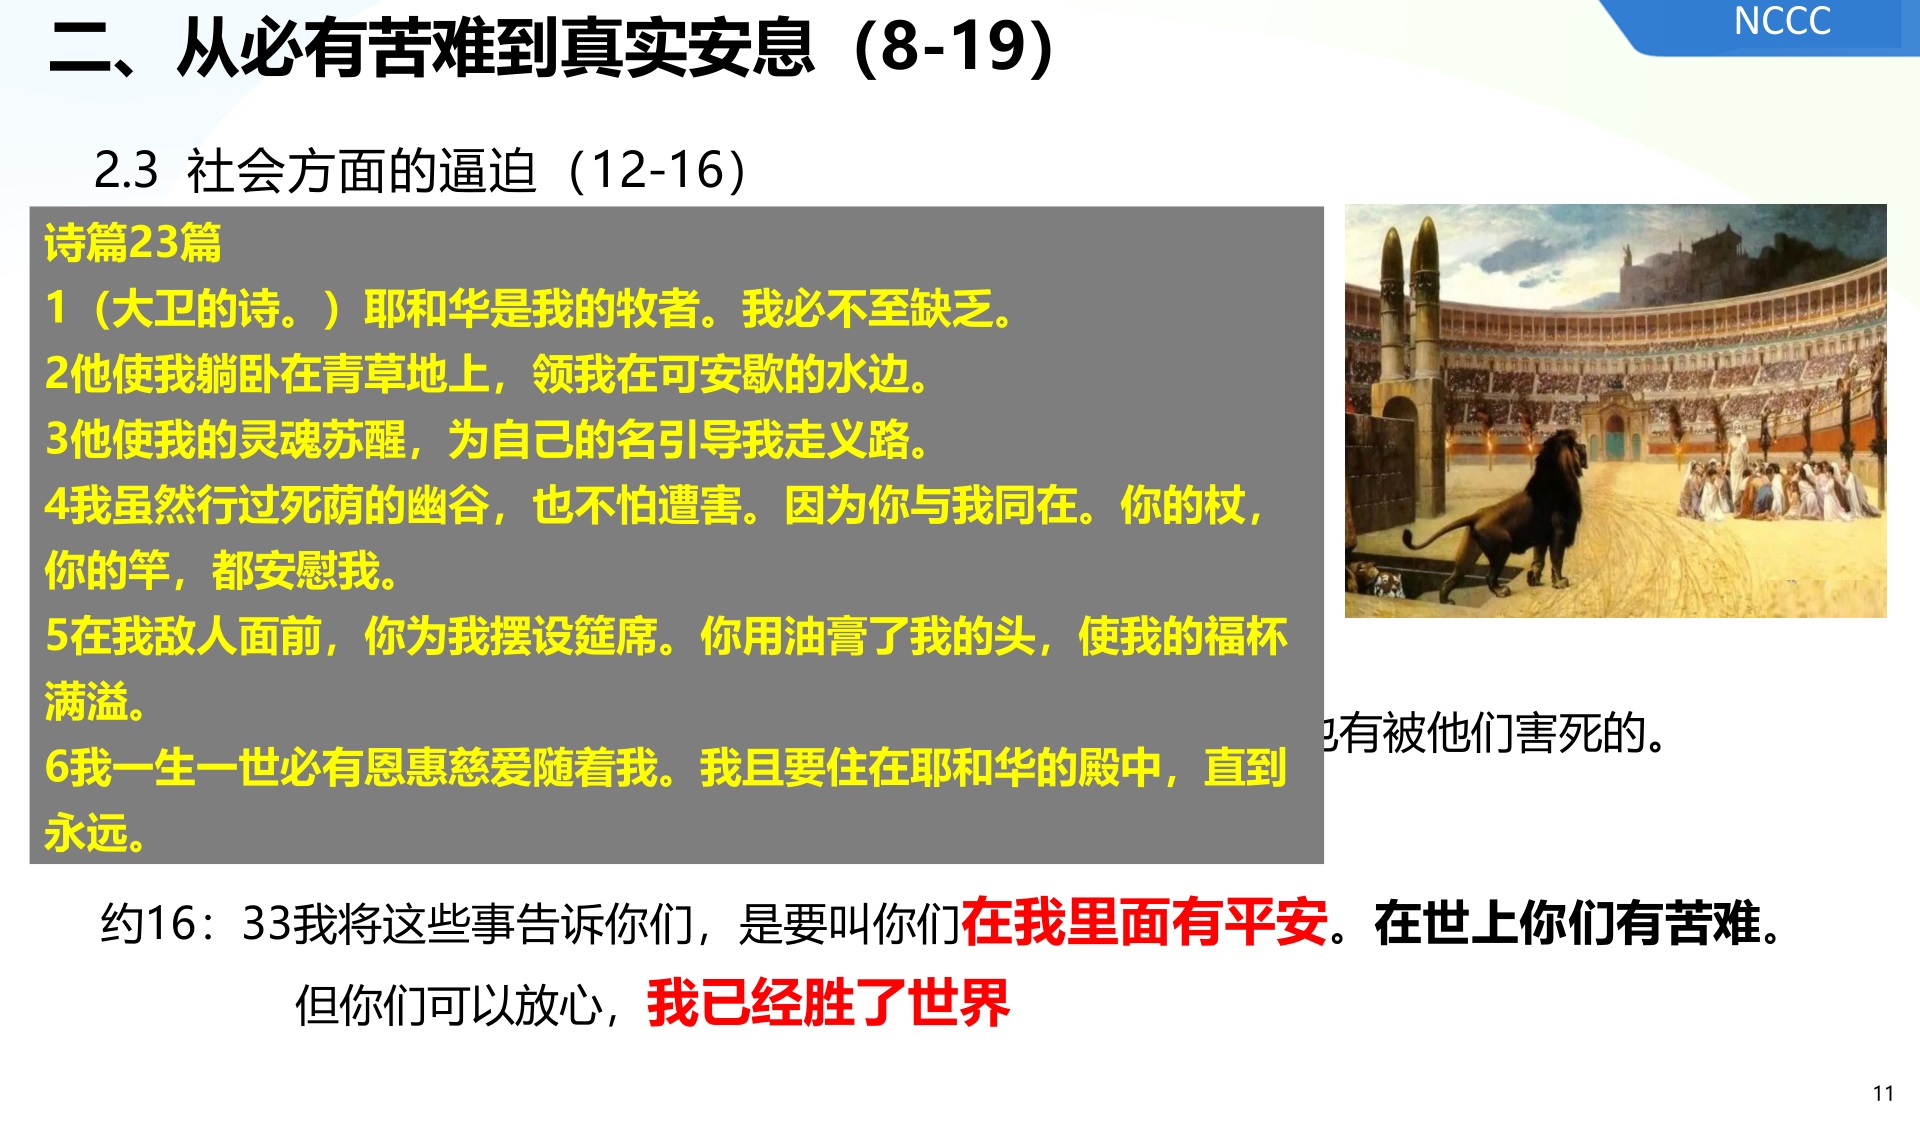 NCCC
二、从必有苦难到真实安息（8-19）
2.3 社会方面的逼迫（12-16）
诗篇23篇
1（大卫的诗。）耶和华是我的牧者。我必不至缺乏。
2他使我躺卧在青草地上，领我在可安歇的水边。
3他使我的灵魂苏醒，为自己的名引导我走义路。
4我虽然行过死荫的幽谷，也不怕遭害。因为你与我同在。你的杖，
你的竿，都安慰我。
5在我敌人面前，你为我摆设筵席。你用油膏了我的头，使我的福杯
满溢。
6我一生一世必有恩惠慈爱随着我。我且要住在耶和华的殿中，直到
永远。
有被他们害死的。
约16：33我将这些事告诉你们，是要叫你们在我里面有平安。在世上你们有苦难。
但你们可以放心，我已经胜了世界
11